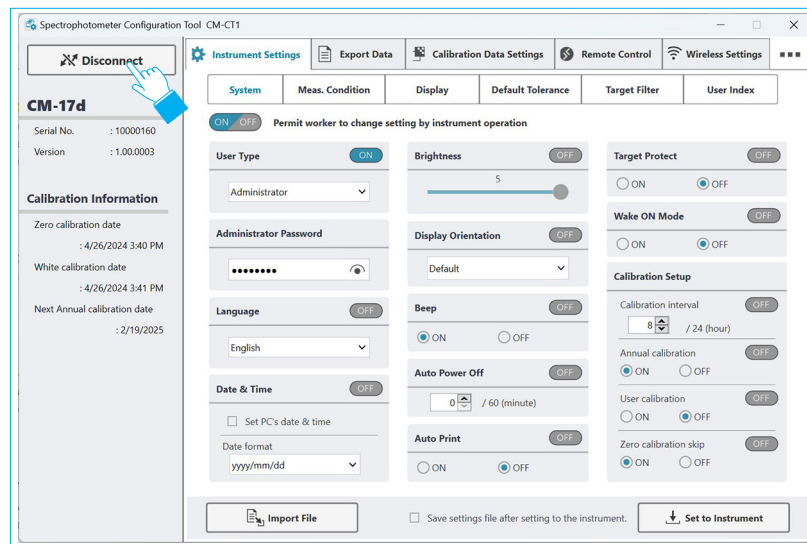 Spectrophotometer Configuration Tool CM-CT1
Disconnect
CM-17d
Serial No. : 10000160
Version : 1.00.0003
Calibration Information
Zero calibration date
: 4/26/2024 3:40 PM
White calibration date
: 4/26/2024 3:41 PM
Next Annual calibration date
: 2/19/2025
Instrument Settings
Export Data
Calibration Data Settings
Remote Control
Wireless Settings
System
Meas. Condition
Display
Default Tolerance
Target Filter
User Index
ON OFF Permit worker to change setting by instrument operation
User Type ON
Administrator
Administrator Password
Language OFF
English
Date & Time OFF
Set PC's date & time
Date format
yyyy/mm/dd
Brightness OFF
5
Display Orientation OFF
Default
Beep OFF
ON OFF
Auto Power Off OFF
0 / 60 (minute)
Auto Print OFF
ON OFF
Target Protect OFF
ON OFF
Wake ON Mode OFF
ON OFF
Calibration Setup
Calibration interval OFF
8 / 24 (hour)
Annual calibration OFF
ON OFF
User calibration OFF
ON OFF
Zero calibration skip OFF
ON OFF
Import File
Save settings file after setting to the instrument.
Set to Instrument